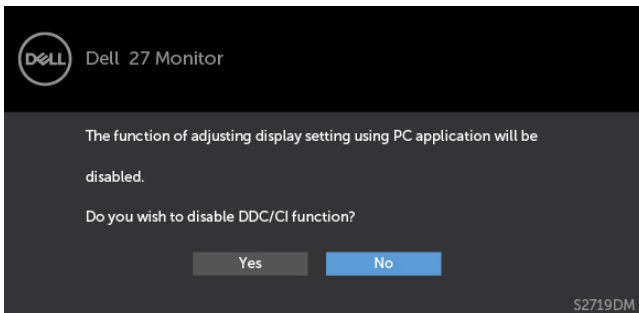 DELL
Dell 27 Monitor
The function of adjusting display setting using PC application will be
disabled.
Do you wish to disable DDC/CI function?
Yes
No
S2719DM